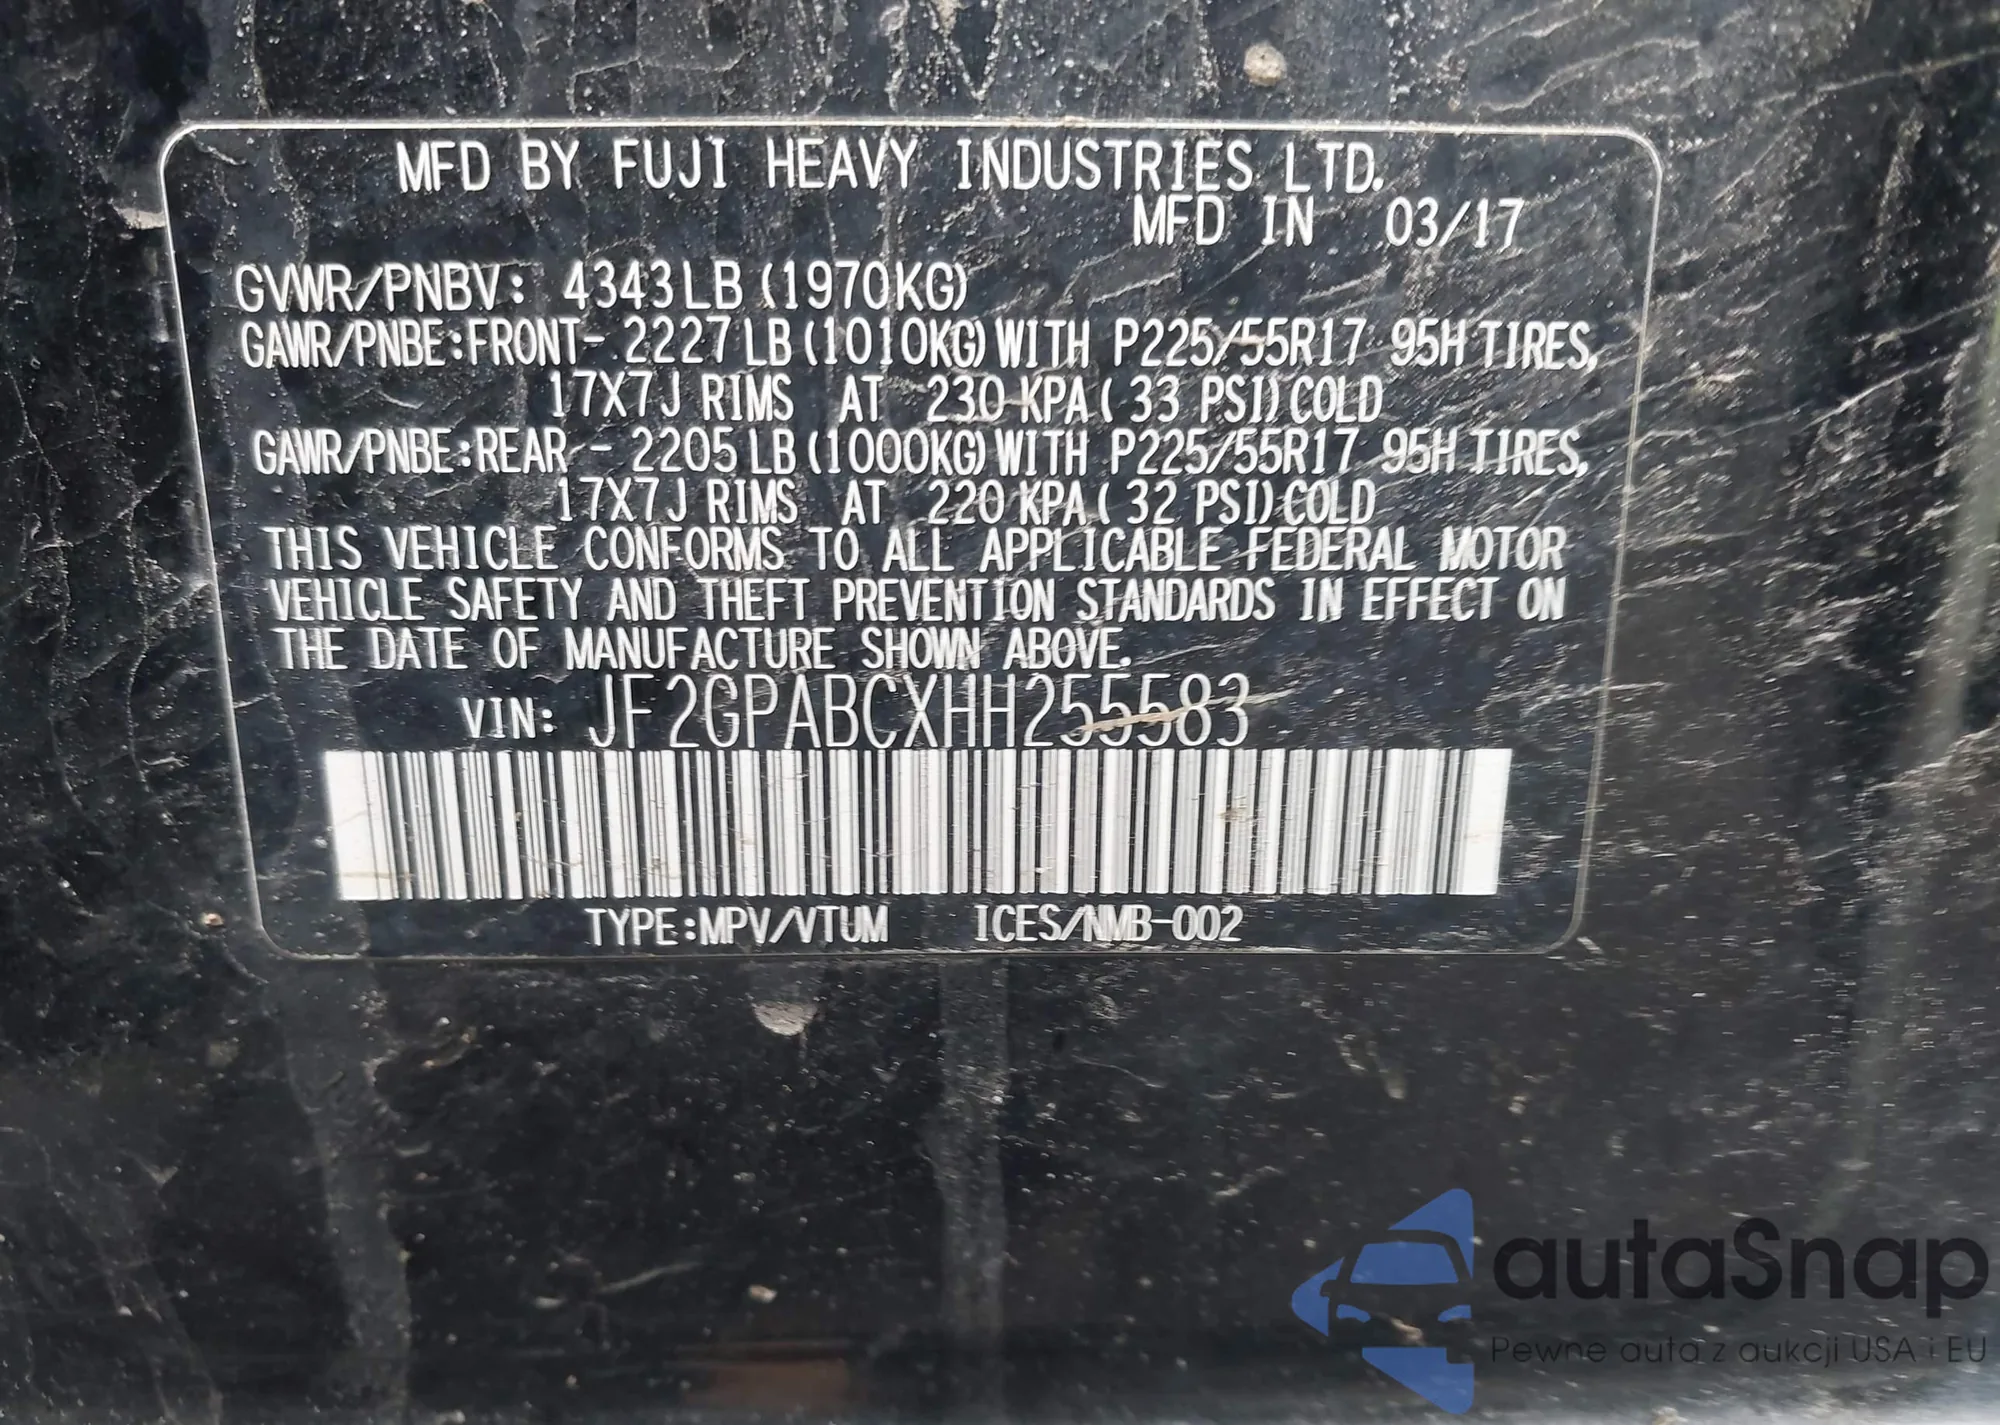 MFD BY FUJI HEAVY INDUSTRIES LTD.
MFD IN 03/17
GVWR/PNBV: 4343LB (1970KG)
GAWR/PNBE:FRONT- 2227LB (1010KG) WITH P225/55R17 95H TIRES,
17X7J RIMS AT 230 KPA ( 33 PSI) COLD
GAWR/PNBE:REAR - 2205LB (1000KG) WITH P225/55R17 95H TIRES,
17X7J RIMS AT 220 KPA ( 32 PSI) COLD
THIS VEHICLE CONFORMS TO ALL APPLICABLE FEDERAL MOTOR
VEHICLE SAFETY AND THEFT PREVENTION STANDARDS IN EFFECT ON
THE DATE OF MANUFACTURE SHOWN ABOVE.
VIN: JF2GPABCXHH255583
TYPE:MPV/VTUM ICES/NMB-002
autaSnap
Pewne auta z aukcji USA i EU